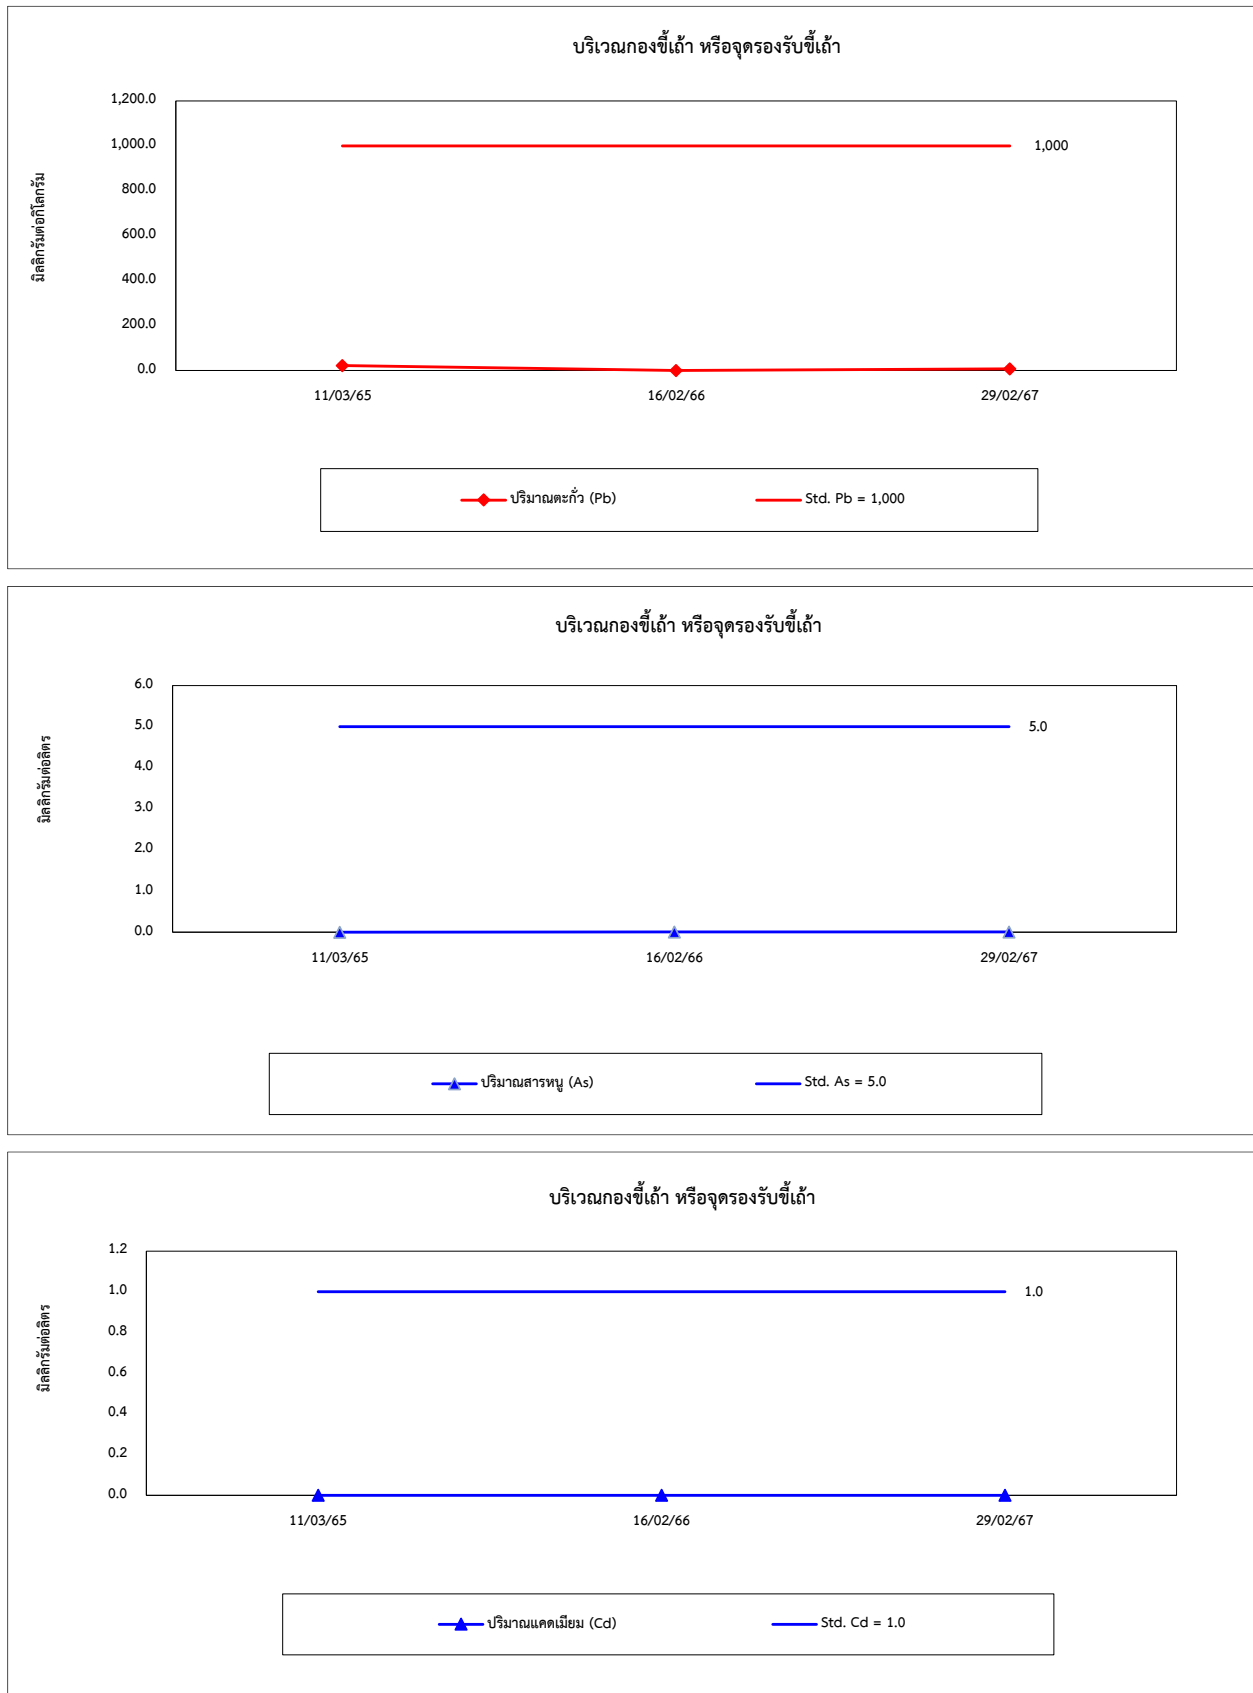 บริเวณกองขี้เถ้า หรือจุดรองรับขี้เถ้า
1,200.0
1,000.0
800.0
600.0
400.0
200.0
0.0
มิลลิกรัมต่อกิโลกรัม
1,000
11/03/65 16/02/66 29/02/67
ปริมาณตะกั่ว (Pb) Std. Pb = 1,000
บริเวณกองขี้เถ้า หรือจุดรองรับขี้เถ้า
6.0
5.0
4.0
3.0
2.0
1.0
0.0
มิลลิกรัมต่อลิตร
5.0
11/03/65 16/02/66 29/02/67
ปริมาณสารหนู (As) Std. As = 5.0
บริเวณกองขี้เถ้า หรือจุดรองรับขี้เถ้า
1.2
1.0
0.8
0.6
0.4
0.2
0.0
มิลลิกรัมต่อลิตร
1.0
11/03/65 16/02/66 29/02/67
ปริมาณแคดเมียม (Cd) Std. Cd = 1.0